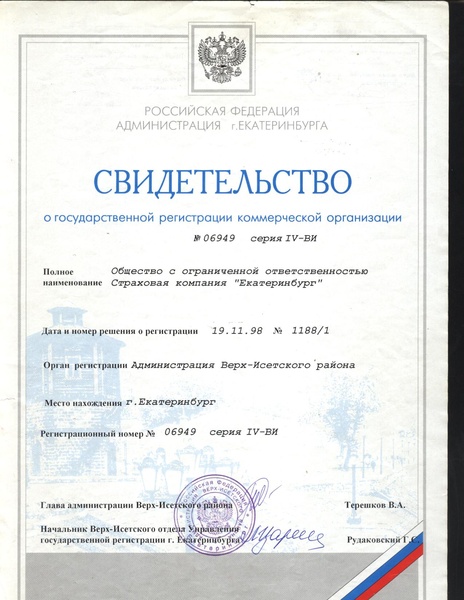 РОССИЙСКАЯ ФЕДЕРАЦИЯ
АДМИНИСТРАЦИЯ г.ЕКАТЕРИНБУРГА
СВИДЕТЕЛЬСТВО
о государственной регистрации коммерческой организации
№ 06949 серия IV-ВИ
Полное наименование
Общество с ограниченной ответственностью
Страховая компания "Екатеринбург"
Дата и номер решения о регистрации 19.11.98 № 1188/1
Орган регистрации Администрация Верх-Исетского района
Место нахождения г.Екатеринбург
Регистрационный номер № 06949 серия IV-ВИ
Глава администрации Верх-Исетского района Терешков В.А.
Начальник Верх-Исетского отдела Управления
государственной регистрации г. Екатеринбурга Рудаковский Г.С.